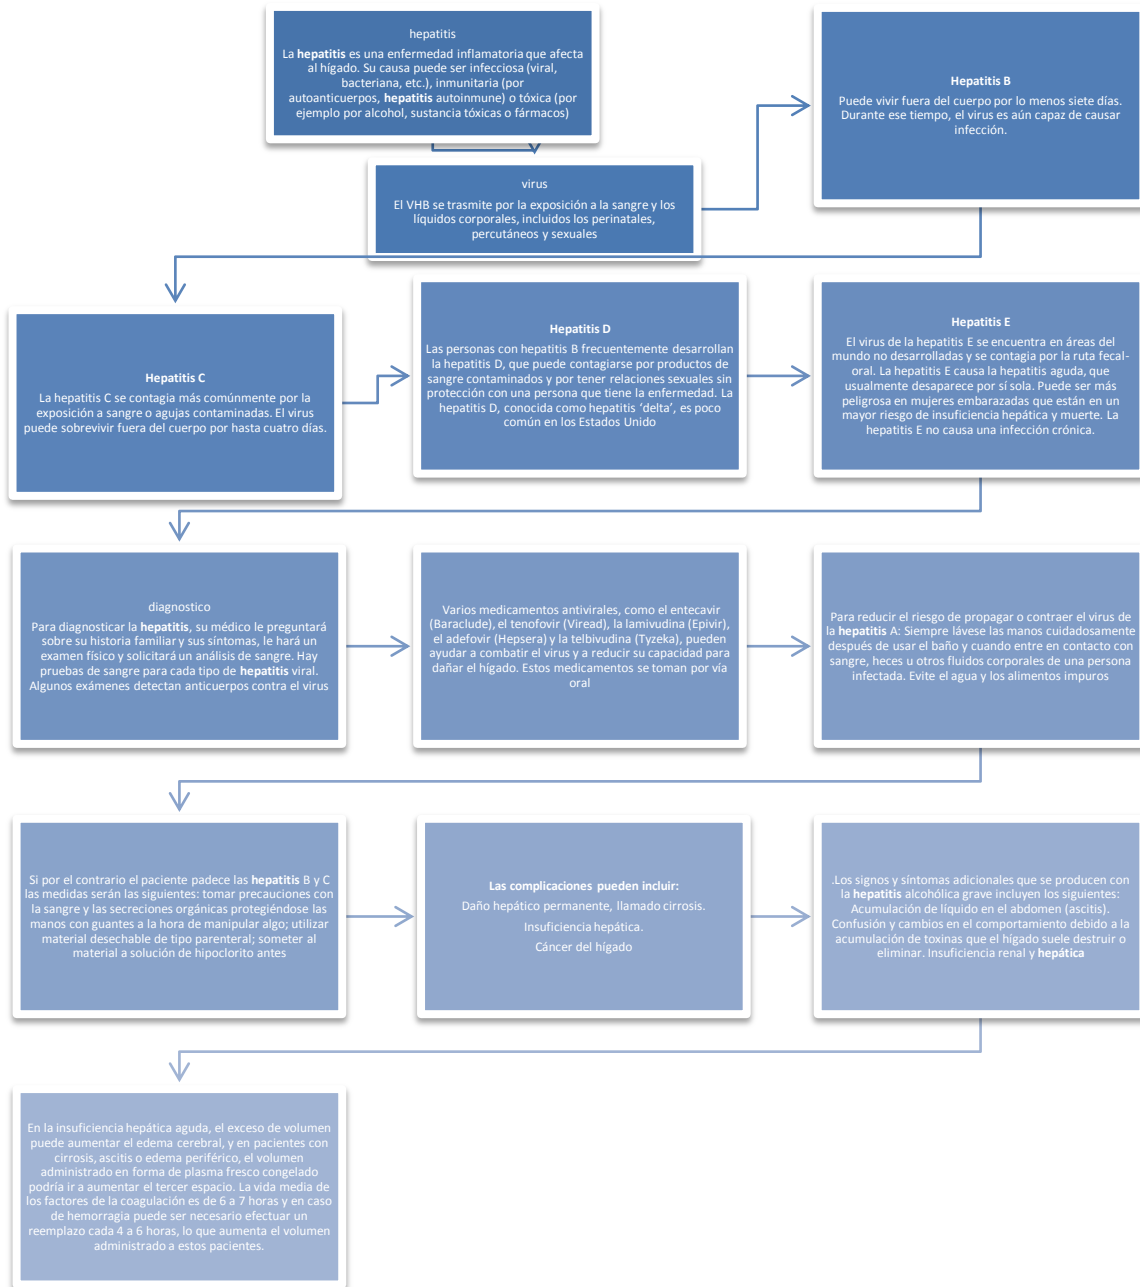 hepatitis
La hepatitis es una enfermedad inflamatoria que afecta
al hígado. Su causa puede ser infecciosa (viral,
bacteriana, etc.), inmunitaria (por
autoanticuerpos, hepatitis autoinmune) o tóxica (por
ejemplo por alcohol, sustancia tóxicas o fármacos)
virus
El VHB se trasmite por la exposición a la sangre y los
líquidos corporales, incluidos los perinatales,
percutáneos y sexuales
Hepatitis B
Puede vivir fuera del cuerpo por lo menos siete días.
Durante ese tiempo, el virus es aún capaz de causar
infección.
Hepatitis C
La hepatitis C se contagia más comúnmente por la
exposición a sangre o agujas contaminadas. El virus
puede sobrevivir fuera del cuerpo por hasta cuatro días.
Hepatitis D
Las personas con hepatitis B frecuentemente desarrollan
la hepatitis D, que puede contagiarse por productos de
sangre contaminados y por tener relaciones sexuales sin
protección con una persona que tiene la enfermedad. La
hepatitis D, conocida como hepatitis ‘delta’, es poco
común en los Estados Unido
Hepatitis E
El virus de la hepatitis E se encuentra en áreas del
mundo no desarrolladas y se contagia por la ruta fecal-
oral. La hepatitis E causa la hepatitis aguda, que
usualmente desaparece por sí sola. Puede ser más
peligrosa en mujeres embarazadas que están en un
mayor riesgo de insuficiencia hepática y muerte. La
hepatitis E no causa una infección crónica.
diagnostico
Para diagnosticar la hepatitis, su médico le preguntará
sobre su historia familiar y sus síntomas, le hará un
examen físico y solicitará un análisis de sangre. Hay
pruebas de sangre para cada tipo de hepatitis viral.
Algunos exámenes detectan anticuerpos contra el virus
Varios medicamentos antivirales, como el entecavir
(Baraclude), el tenofovir (Viread), la lamivudina (Epivir),
el adefovir (Hepsera) y la telbivudina (Tyzeka), pueden
ayudar a combatir el virus y a reducir su capacidad para
dañar el hígado. Estos medicamentos se toman por vía
oral
Para reducir el riesgo de propagar o contraer el virus de
la hepatitis A: Siempre lávese las manos cuidadosamente
después de usar el baño y cuando entre en contacto con
sangre, heces u otros fluidos corporales de una persona
infectada. Evite el agua y los alimentos impuros
Si por el contrario el paciente padece las hepatitis B y C
las medidas serán las siguientes: tomar precauciones con
la sangre y las secreciones orgánicas protegiéndose las
manos con guantes a la hora de manipular algo; utilizar
material desechable de tipo parenteral; someter al
material a solución de hipoclorito antes
Las complicaciones pueden incluir:
Daño hepático permanente, llamado cirrosis.
Insuficiencia hepática.
Cáncer del hígado
.Los signos y síntomas adicionales que se producen con
la hepatitis alcohólica grave incluyen los siguientes:
Acumulación de líquido en el abdomen (ascitis).
Confusión y cambios en el comportamiento debido a la
acumulación de toxinas que el hígado suele destruir o
eliminar. Insuficiencia renal y hepática
En la insuficiencia hepática aguda, el exceso de volumen
puede aumentar el edema cerebral, y en pacientes con
cirrosis, ascitis o edema periférico, el volumen
administrado en forma de plasma fresco congelado
podría ir a aumentar el tercer espacio. La vida media de
los factores de la coagulación es de 6 a 7 horas y en caso
de hemorragia puede ser necesario efectuar un
reemplazo cada 4 a 6 horas, lo que aumenta el volumen
administrado a estos pacientes.